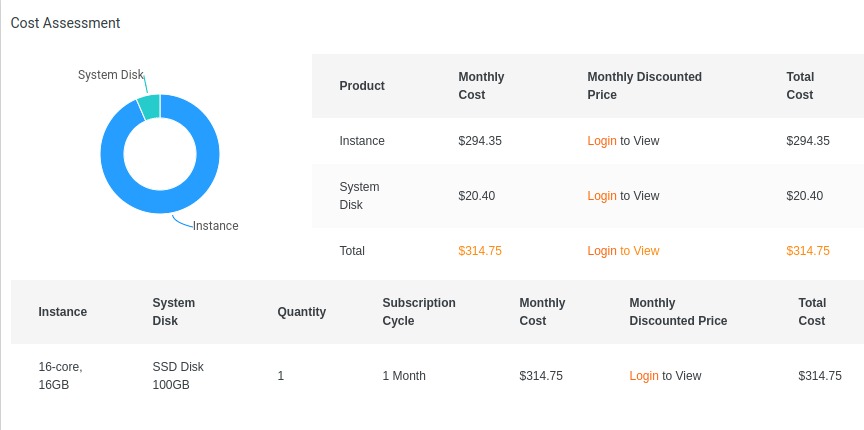 Cost Assessment
System Disk
Instance
Product Monthly Cost Monthly Discounted Price Total Cost
Instance $294.35 Login to View $294.35
System Disk $20.40 Login to View $20.40
Total $314.75 Login to View $314.75
Instance System Disk Quantity Subscription Cycle Monthly Cost Monthly Discounted Price Total Cost
16-core, 16GB SSD Disk 100GB 1 1 Month $314.75 Login to View $314.75